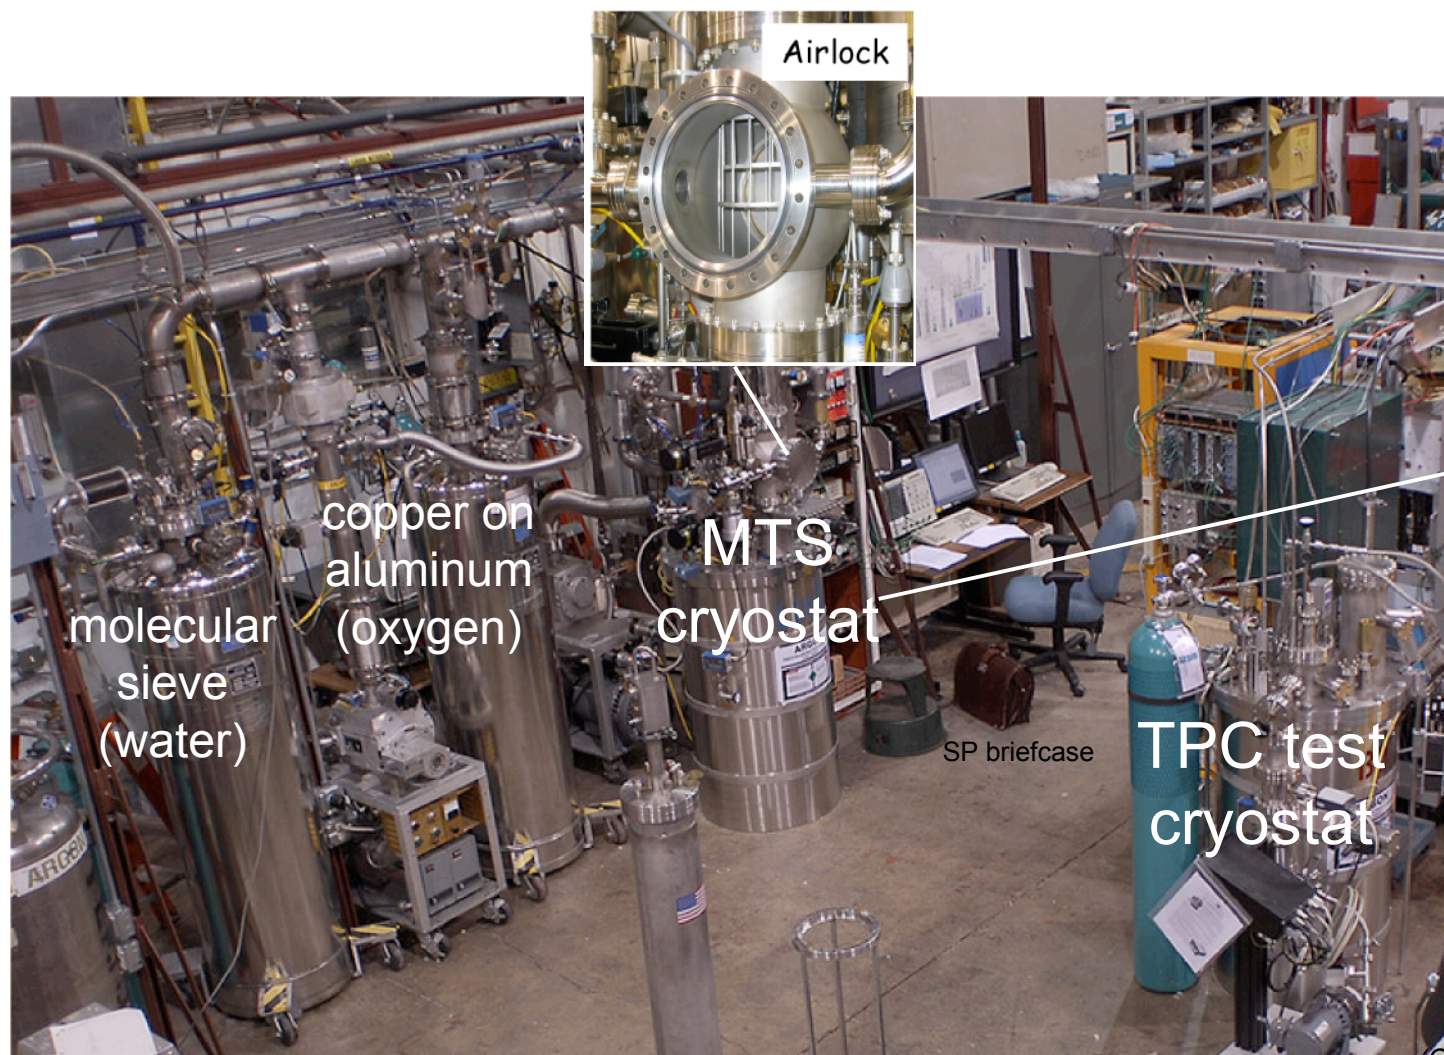 Airlock
copper on
aluminum
(oxygen)
MTS
cryostat
molecular
sieve
(water)
SP briefcase
TPC test
cryostat
ARGON